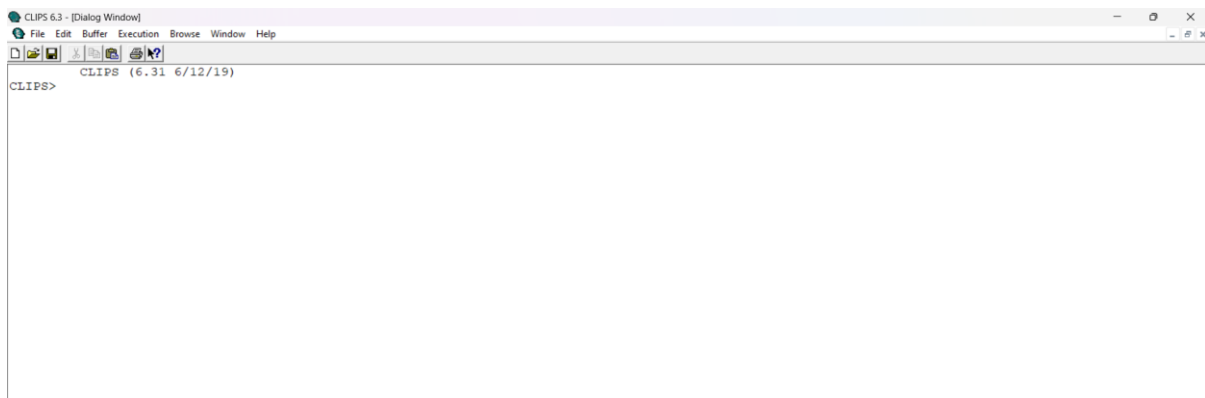 CLIPS 6.3 - [Dialog Window]
File Edit Buffer Execution Browse Window Help
CLIPS (6.31 6/12/19)
CLIPS>